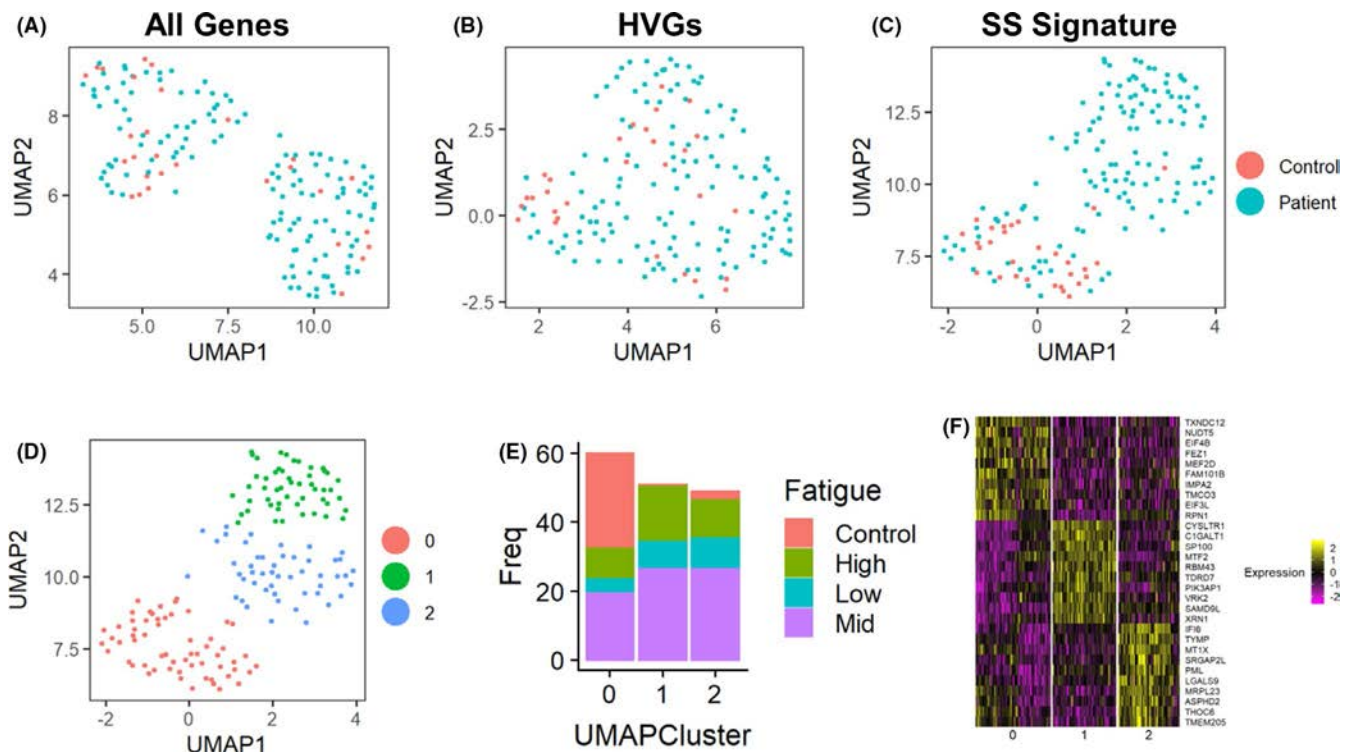 (A) All Genes
8
6
4
UMAP2
5.0 7.5 10.0
UMAP1
(B) HVGs
2.5
0.0
-2.5
UMAP2
2 4 6
UMAP1
(C) SS Signature
12.5
10.0
7.5
UMAP2
-2 0 2 4
UMAP1
Control
Patient
(D)
12.5
10.0
7.5
UMAP2
-2 0 2 4
UMAP1
0
1
2
(E)
60
40
20
0
Freq
0 1 2
UMAPCluster
Fatigue
Control
High
Low
Mid
(F)
TXNDC12
NUDT5
EIF4B
FEZ1
MEF2D
FAM101B
IMPA2
TMCO3
EIF3L
RPN1
CYSLTR1
C1GALT1
SP100
MTF2
RBM43
TDRD7
PIK3AP1
VRK2
SAMD9L
XRN1
IFI6
TYMP
MT1X
SRGAP2L
PML
LGALS9
MRPL23
ASPHD2
THOC6
TMEM205
0 1 2
Expression
2
1
0
-1
-2